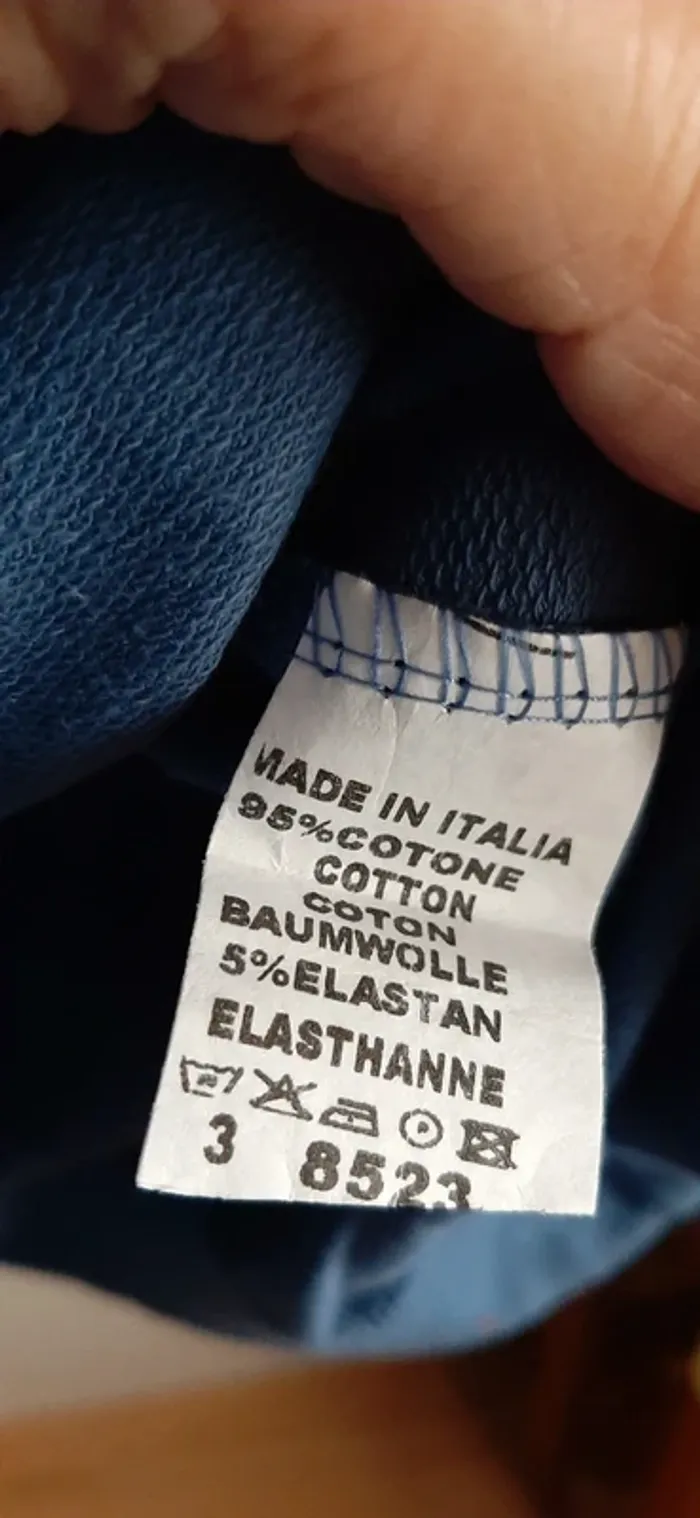 MADE IN ITALIA
95%COTONE
COTTON
COTON
BAUMWOLLE
5%ELASTAN
ELASTHANNE
P
3 8523